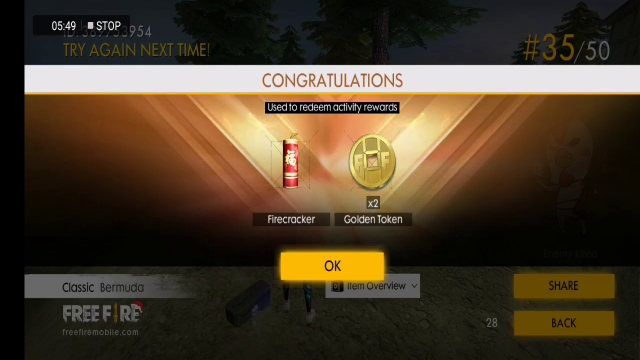 05:49 STOP
TRY AGAIN NEXT TIME!
#35/50
CONGRATULATIONS
Used to redeem activity rewards
福
F F
x2
Firecracker
Golden Token
OK
Classic Bermuda
Item Overview
SHARE
FREE FIRE
freefiremobile.com
28
BACK